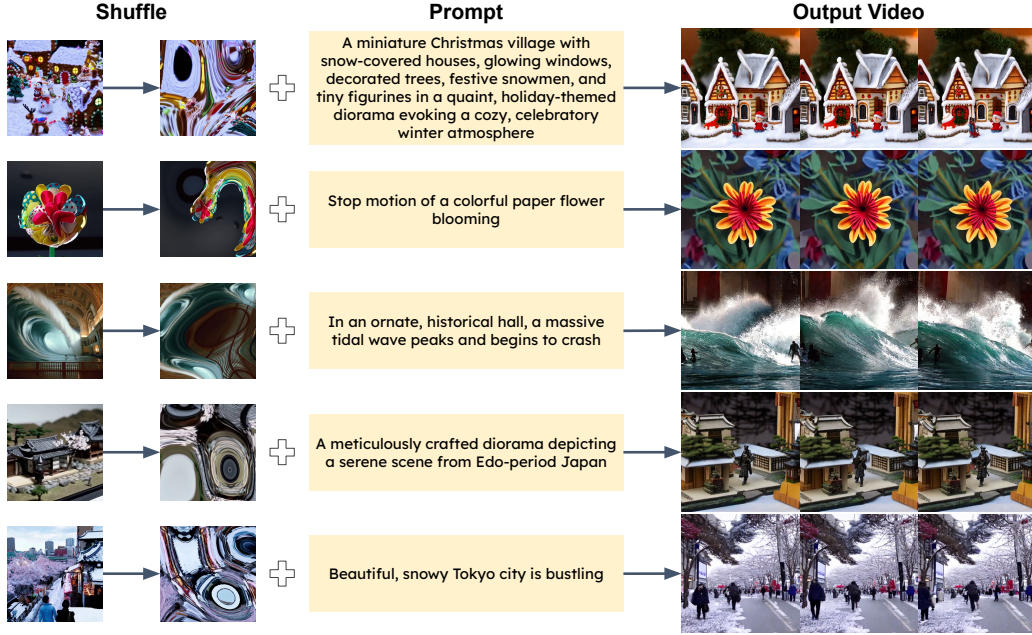 Shuffle
Prompt
Output Video
A miniature Christmas village with
snow-covered houses, glowing windows,
decorated trees, festive snowmen, and
tiny figurines in a quaint, holiday-themed
diorama evoking a cozy, celebratory
winter atmosphere
Stop motion of a colorful paper flower
blooming
In an ornate, historical hall, a massive
tidal wave peaks and begins to crash
A meticulously crafted diorama depicting
a serene scene from Edo-period Japan
Beautiful, snowy Tokyo city is bustling